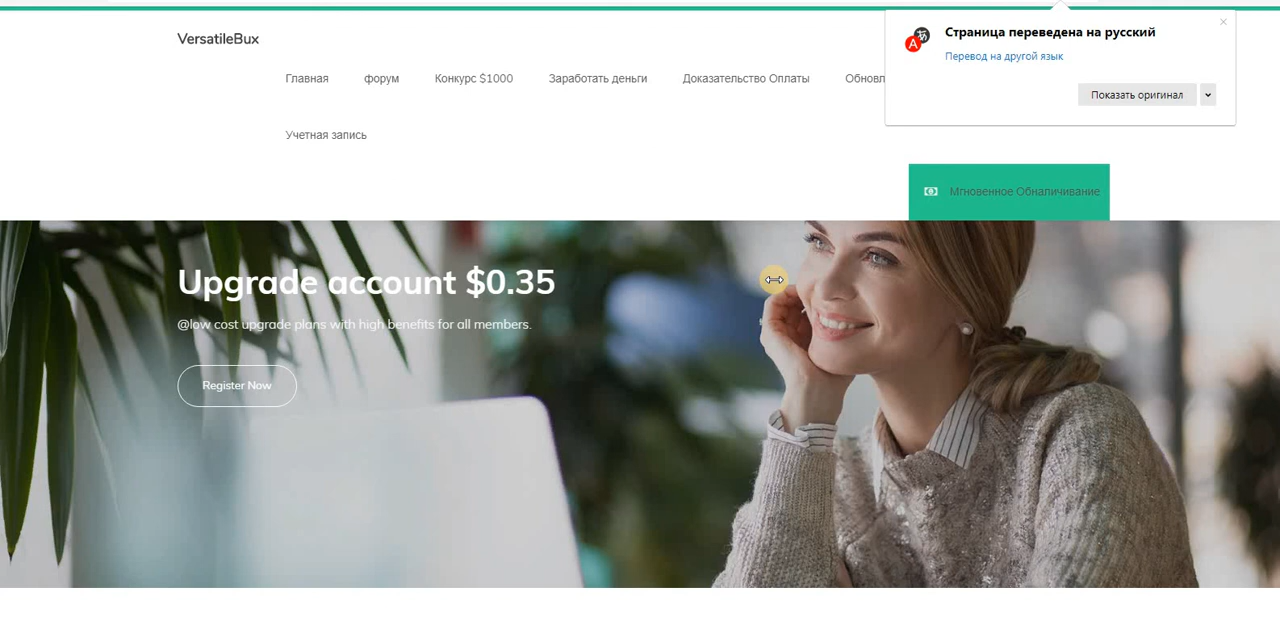 VersatileBux
Страница переведена на русский
Перевод на другой язык
Показать оригинал
Главная форум Конкурс $1000 Заработать деньги Доказательство Оплаты
Учетная запись
Мгновенное Обналичивание
Upgrade account $0.35
@low cost upgrade plans with high benefits for all members.
Register Now